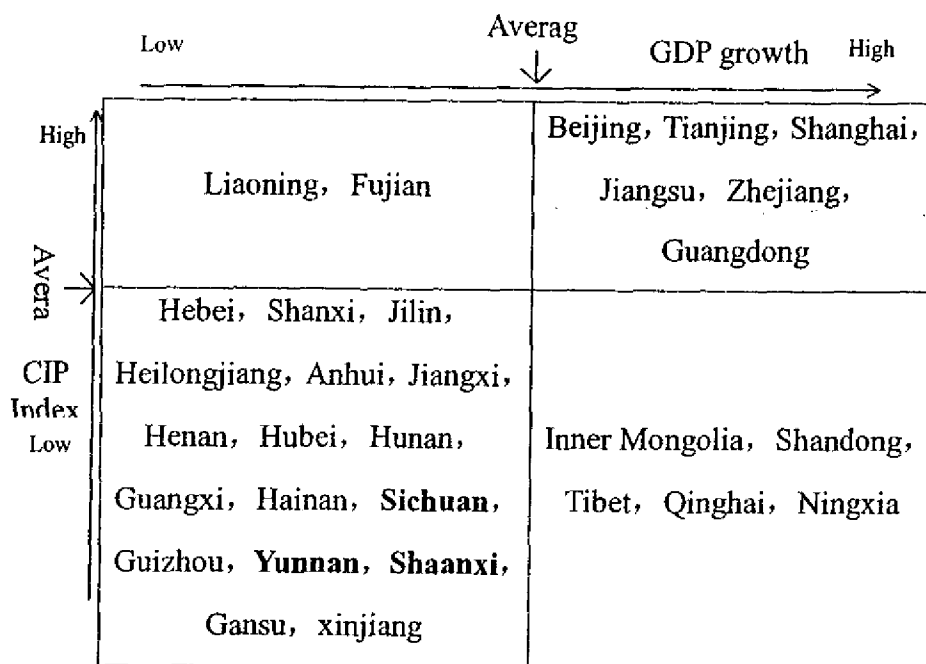 Averag
Low
GDP growth
High
High
Beijing, Tianjing, Shanghai,
Liaoning, Fujian
Jiangsu, Zhejiang,
Guangdong
Avera
Hebei, Shanxi, Jilin,
CIP
Index
Low
Heilongjiang, Anhui, Jiangxi,
Henan, Hubei, Hunan,
Guangxi, Hainan, Sichuan,
Guizhou, Yunnan, Shaanxi,
Gansu, xinjiang
Inner Mongolia, Shandong,
Tibet, Qinghai, Ningxia